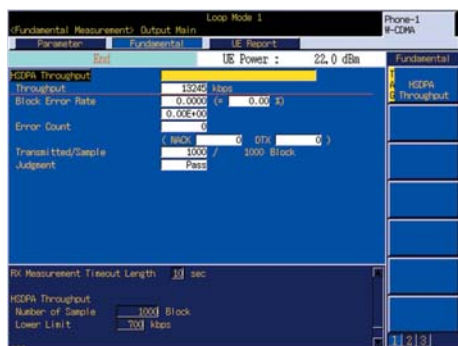 Loop Mode 1
Phone-1
<Fundamental Measurement> Output Main
W-CDMA
Parameter Fundamental UE Report
End UE Power : 22.0 dBm
Fundamental
HSDPA Throughput
TAG HSDPA Throughput
Throughput 13245 kbps
Block Error Rate 0.0000 (= 0.00 %)
0.00E+00
Error Count 0
( NACK 0 DTX 0 )
Transmitted/Sample 1000 / 1000 Block
Judgment Pass
RX Measurement Timeout Length 10 sec
HSDPA Throughput
Number of Sample 1000 Block
Lower Limit 700 kbps
1 2 3